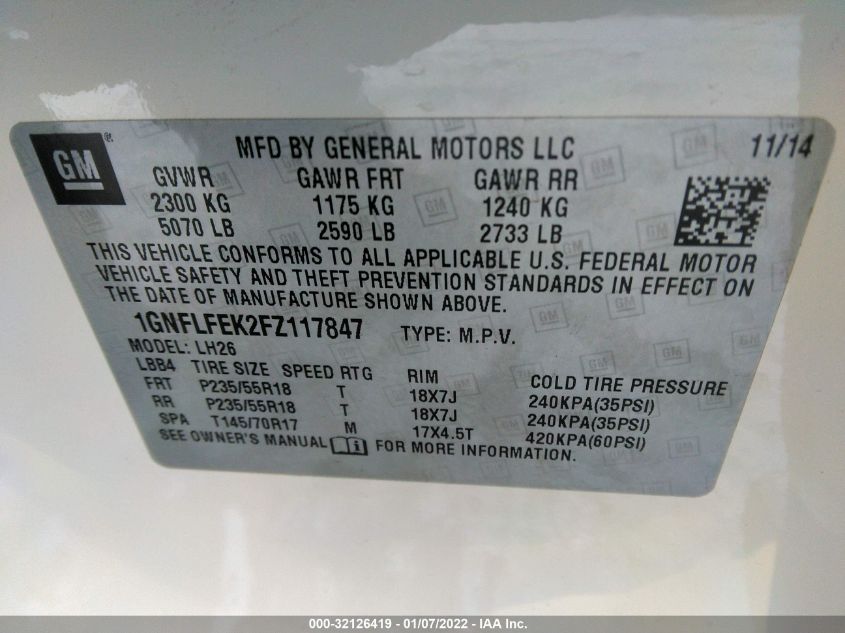 GM®
MFD BY GENERAL MOTORS LLC 11/14
GVWR GAWR FRT GAWR RR
2300 KG 1175 KG 1240 KG
5070 LB 2590 LB 2733 LB
THIS VEHICLE CONFORMS TO ALL APPLICABLE U.S. FEDERAL MOTOR
VEHICLE SAFETY AND THEFT PREVENTION STANDARDS IN EFFECT ON
THE DATE OF MANUFACTURE SHOWN ABOVE.
1GNFLFEK2FZ117847 TYPE: M.P.V.
MODEL: LH26
LBB4 TIRE SIZE SPEED RTG RIM COLD TIRE PRESSURE
FRT P235/55R18 T 18X7J 240KPA(35PSI)
RR P235/55R18 T 18X7J 240KPA(35PSI)
SPA T145/70R17 M 17X4.5T 420KPA(60PSI)
SEE OWNER'S MANUAL FOR MORE INFORMATION.
000-32126419 - 01/07/2022 - IAA Inc.